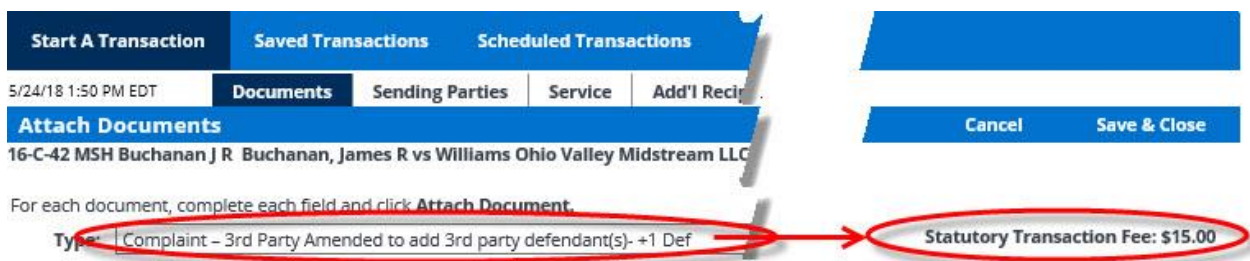 Start A Transaction Saved Transactions Scheduled Transactions
5/24/18 1:50 PM EDT Documents Sending Parties Service Add'l
Attach Documents Cancel Save & Close
16-C-42 MSH Buchanan J R Buchanan, James R vs Williams Ohio Valley Midstream LLC
For each document, complete each field and click Attach Document.
Type: Complaint – 3rd Party Amended to add 3rd party defendant(s)- +1 Def Statutory Transaction Fee: $15.00